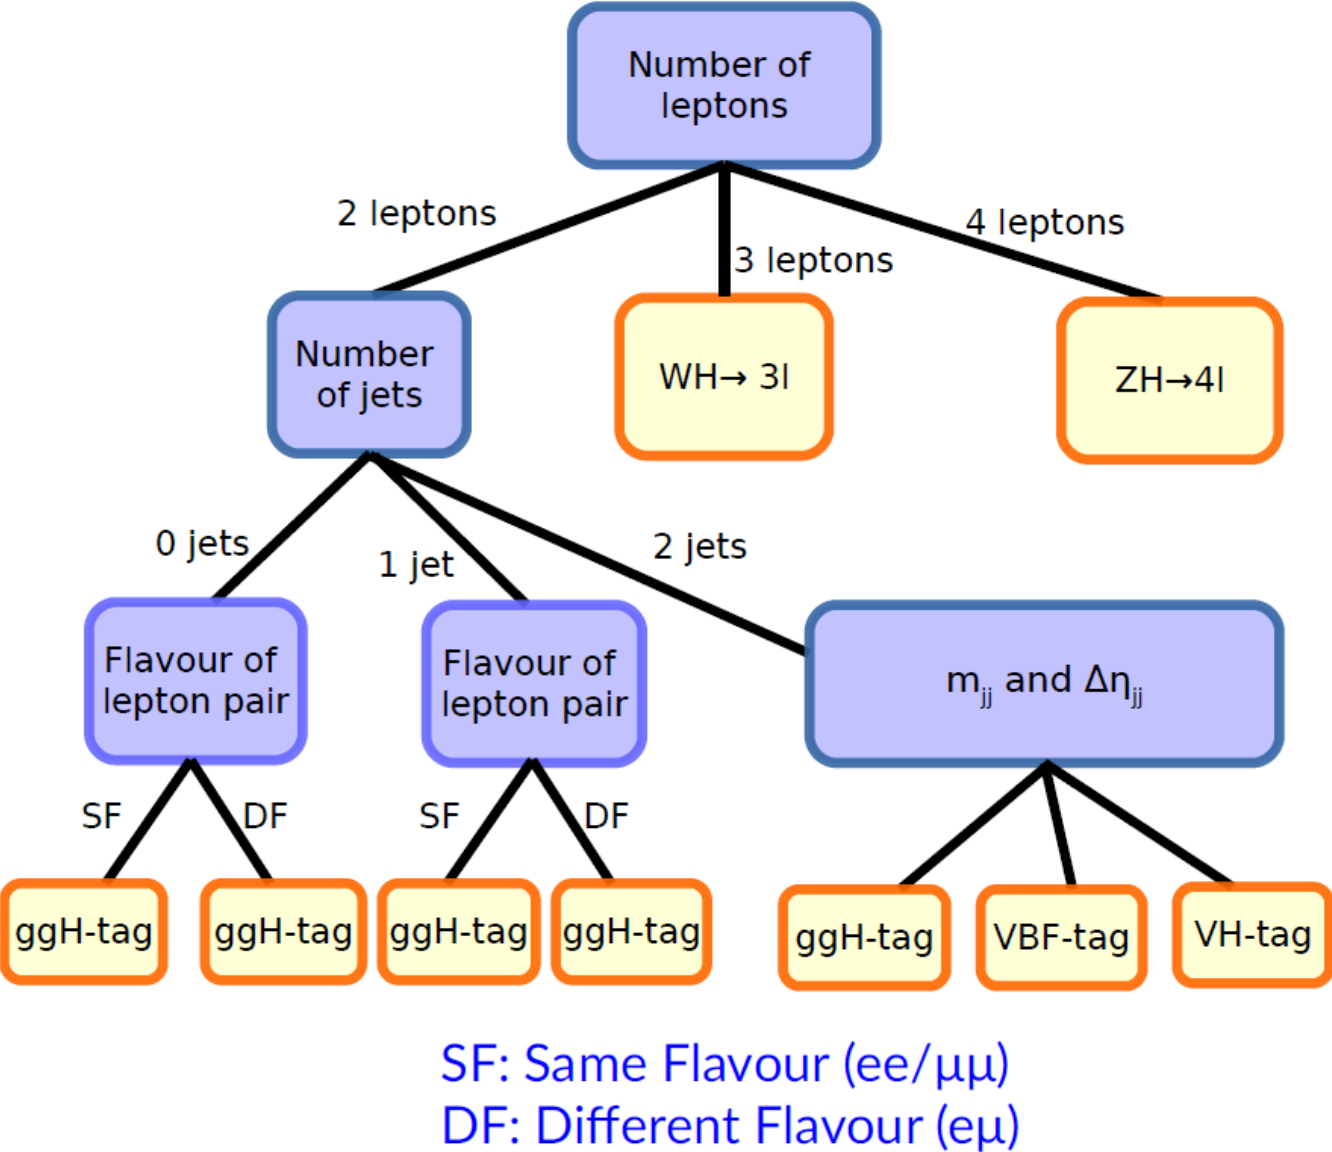 Number of
leptons
2 leptons
3 leptons
4 leptons
Number
of jets
WH→ 3l
ZH→4l
0 jets
1 jet
2 jets
Flavour of
lepton pair
Flavour of
lepton pair
mjj and Δηjj
SF
DF
SF
DF
ggH-tag
ggH-tag
ggH-tag
ggH-tag
ggH-tag
VBF-tag
VH-tag
SF: Same Flavour (ee/μμ)
DF: Different Flavour (eμ)